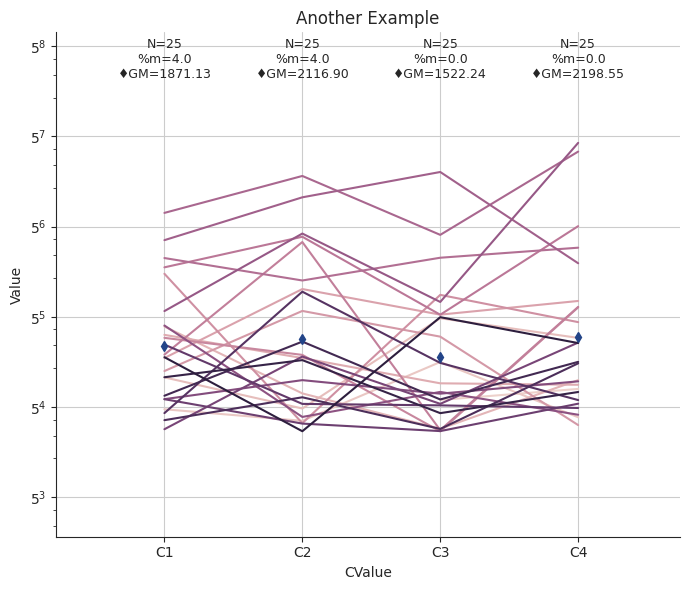 Another Example
N=25 N=25 N=25 N=25
%m=4.0 %m=4.0 %m=0.0 %m=0.0
♦GM=1871.13 ♦GM=2116.90 ♦GM=1522.24 ♦GM=2198.55
5⁸
5⁷
5⁶
5⁵
5⁴
5³
Value
C1 C2 C3 C4
CValue